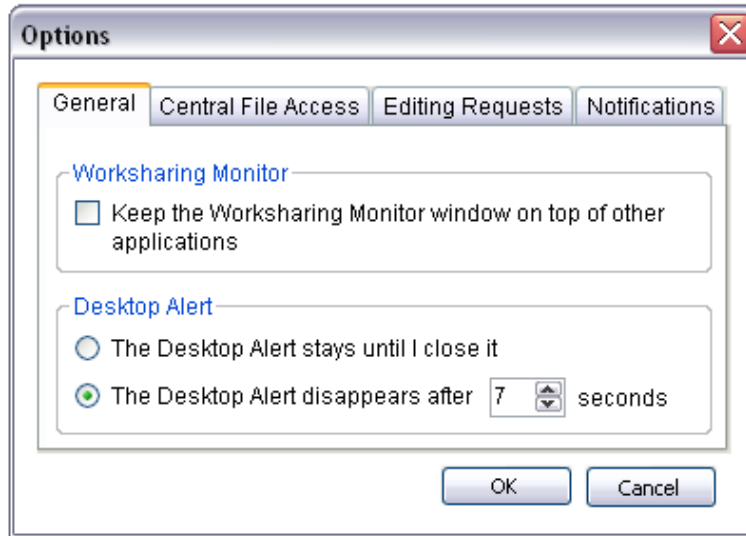 Options
General Central File Access Editing Requests Notifications
Worksharing Monitor
Keep the Worksharing Monitor window on top of other
applications
Desktop Alert
The Desktop Alert stays until I close it
The Desktop Alert disappears after 7 seconds
OK Cancel